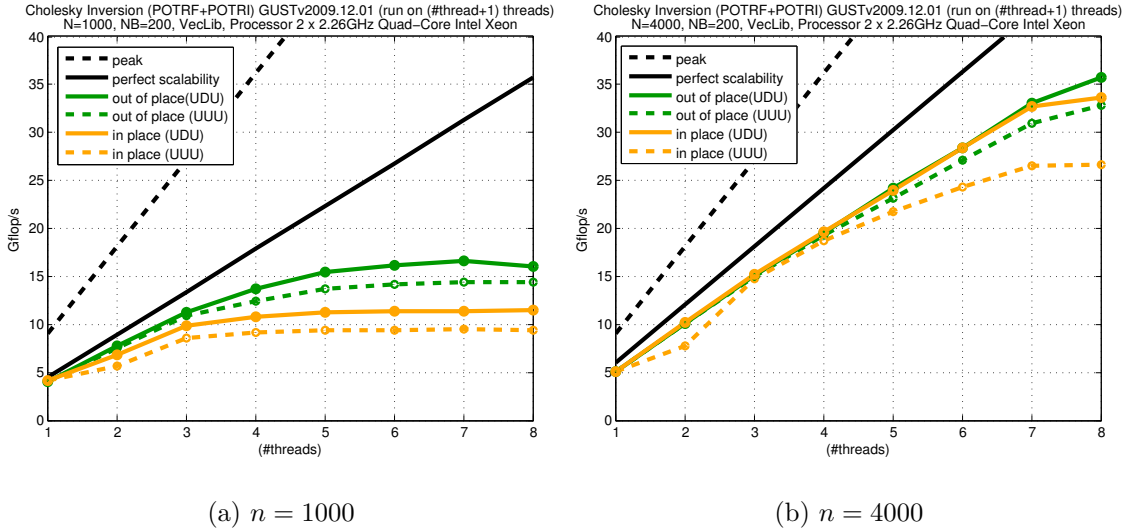 Cholesky Inversion (POTRF+POTRI) GUSTv2009.12.01 (run on (#thread+1) threads)
N=1000, NB=200, VecLib, Processor 2 x 2.26GHz Quad-Core Intel Xeon
40
35
30
25
20
15
10
5
0
Gflop/s
peak
perfect scalability
out of place(UDU)
out of place (UUU)
in place (UDU)
in place (UUU)
1 2 3 4 5 6 7 8
(#threads)
(a) n = 1000
Cholesky Inversion (POTRF+POTRI) GUSTv2009.12.01 (run on (#thread+1) threads)
N=4000, NB=200, VecLib, Processor 2 x 2.26GHz Quad-Core Intel Xeon
40
35
30
25
20
15
10
5
0
Gflop/s
peak
perfect scalability
out of place(UDU)
out of place (UUU)
in place (UDU)
in place (UUU)
1 2 3 4 5 6 7 8
(#threads)
(b) n = 4000